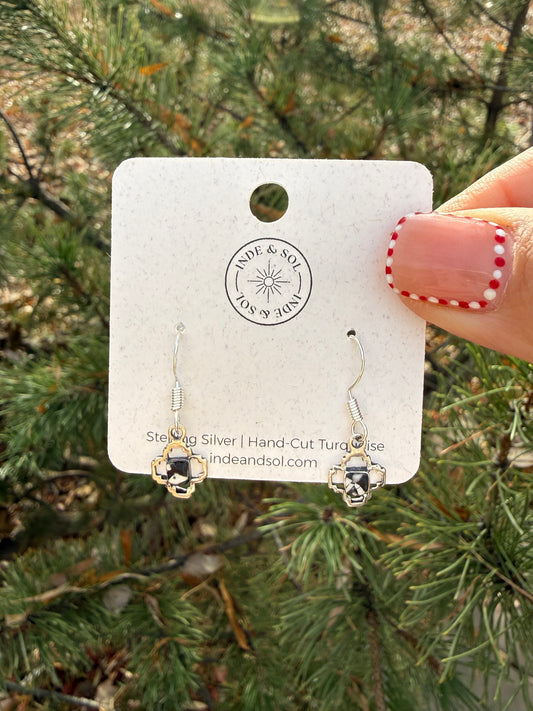 INDE & SOL
INDE & SOL
Sterling Silver | Hand-Cut Turquoise
indeandsol.com